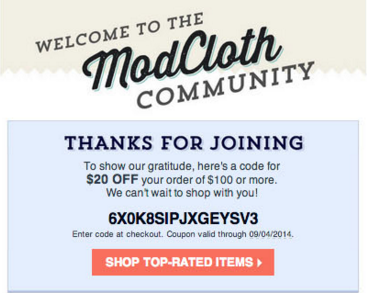 WELCOME TO THE
ModCloth
COMMUNITY
THANKS FOR JOINING
To show our gratitude, here's a code for
$20 OFF your order of $100 or more.
We can't wait to shop with you!
6X0K8SIPJXGEYSV3
Enter code at checkout. Coupon valid through 09/04/2014.
SHOP TOP-RATED ITEMS